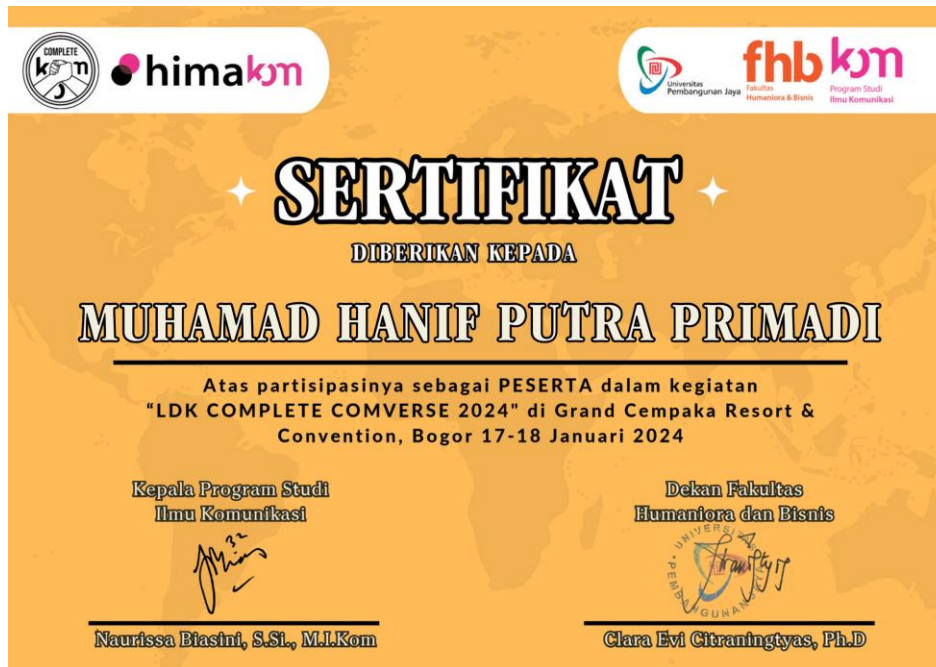 COMPLETE
kom
himakom
Universitas
Pembangunan Jaya
fhb
Fakultas
Humaniora & Bisnis
kom
Program Studi
Ilmu Komunikasi
SERTIFIKAT
DIBERIKAN KEPADA
MUHAMAD HANIF PUTRA PRIMADI
Atas partisipasinya sebagai PESERTA dalam kegiatan
“LDK COMPLETE COMVERSE 2024" di Grand Cempaka Resort &
Convention, Bogor 17-18 Januari 2024
Kepala Program Studi
Ilmu Komunikasi
Dekan Fakultas
Humaniora dan Bisnis
UNIVERSITAS
PEMBANGUNAN JAYA
Naurissa Biasini, S.Si., M.I.Kom
Clara Evi Citraningtyas, Ph.D